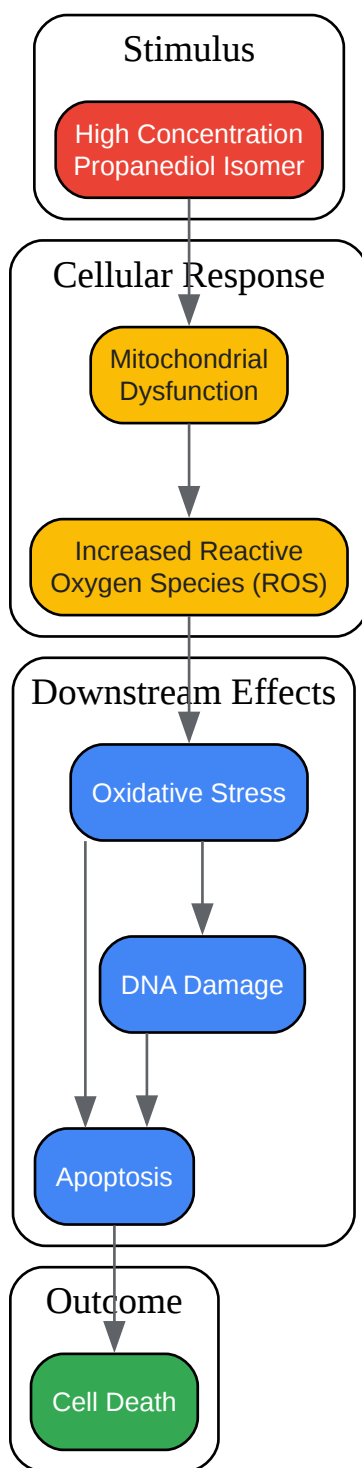 Stimulus
High Concentration
Propanediol Isomer
Cellular Response
Mitochondrial
Dysfunction
Increased Reactive
Oxygen Species (ROS)
Downstream Effects
Oxidative Stress
DNA Damage
Apoptosis
Outcome
Cell Death